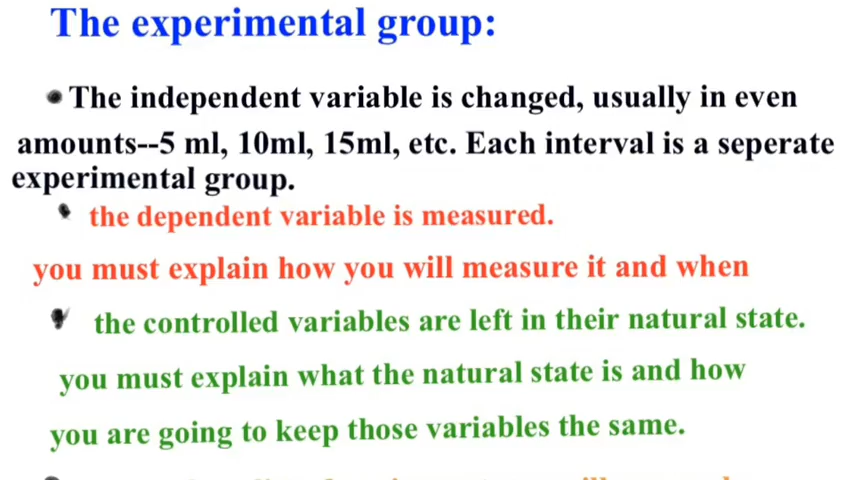 The experimental group:
The independent variable is changed, usually in even
amounts--5 ml, 10ml, 15ml, etc. Each interval is a seperate
experimental group.
the dependent variable is measured.
you must explain how you will measure it and when
the controlled variables are left in their natural state.
you must explain what the natural state is and how
you are going to keep those variables the same.